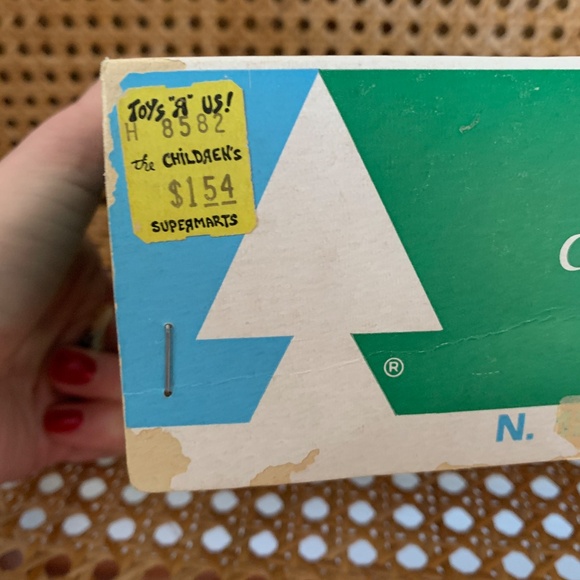 TOYS "Я" US!
H 8582
the CHILDREN'S
$1 54
SUPERMARTS
®
N.